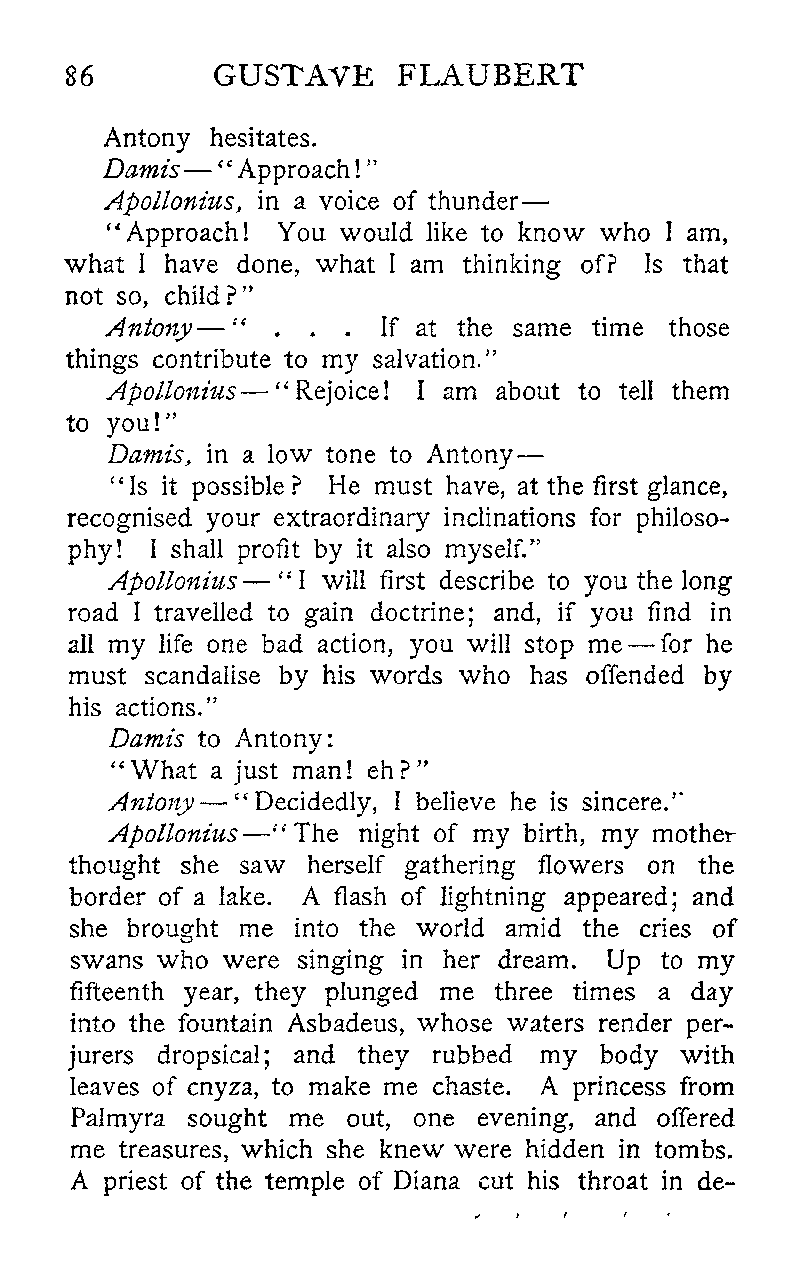 86 GUSTAVE FLAUBERT
Antony hesitates.
Damis—"Approach!"
Apollonius, in a voice of thunder—
"Approach! You would like to know who I am,
what I have done, what I am thinking of? Is that
not so, child?"
Antony—" . . . If at the same time those
things contribute to my salvation."
Apollonius—"Rejoice! I am about to tell them
to you!"
Damis, in a low tone to Antony—
"Is it possible? He must have, at the first glance,
recognised your extraordinary inclinations for philoso-
phy! I shall profit by it also myself."
Apollonius—"I will first describe to you the long
road I travelled to gain doctrine; and, if you find in
all my life one bad action, you will stop me—for he
must scandalise by his words who has offended by
his actions."
Damis to Antony:
"What a just man! eh?"
Antony—"Decidedly, I believe he is sincere."
Apollonius—"The night of my birth, my mother
thought she saw herself gathering flowers on the
border of a lake. A flash of lightning appeared; and
she brought me into the world amid the cries of
swans who were singing in her dream. Up to my
fifteenth year, they plunged me three times a day
into the fountain Asbadeus, whose waters render per-
jurers dropsical; and they rubbed my body with
leaves of cnyza, to make me chaste. A princess from
Palmyra sought me out, one evening, and offered
me treasures, which she knew were hidden in tombs.
A priest of the temple of Diana cut his throat in de-